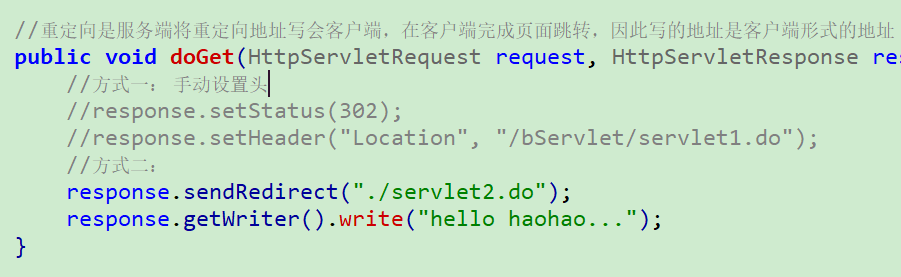 //重定向是服务端将重定向地址写会客户端，在客户端完成页面跳转，因此写的地址是客户端形式的地址
public void doGet(HttpServletRequest request, HttpServletResponse res
//方式一： 手动设置头
//response.setStatus(302);
//response.setHeader("Location", "/bServlet/servlet1.do");
//方式二：
response.sendRedirect("./servlet2.do");
response.getWriter().write("hello haohao...");
}